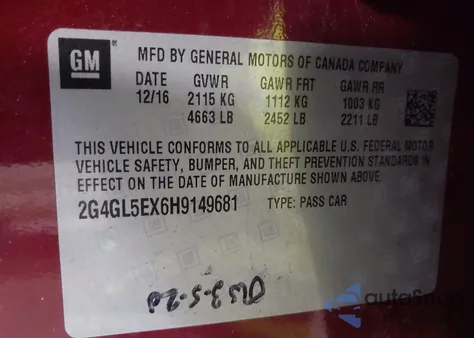 GM
MFD BY GENERAL MOTORS OF CANADA COMPANY
DATE GVWR GAWR FRT GAWR RR
12/16 2115 KG 1112 KG 1003 KG
4663 LB 2452 LB 2211 LB
THIS VEHICLE CONFORMS TO ALL APPLICABLE U.S. FEDERAL MOTOR
VEHICLE SAFETY, BUMPER, AND THEFT PREVENTION STANDARDS IN
EFFECT ON THE DATE OF MANUFACTURE SHOWN ABOVE.
2G4GL5EX6H9149681 TYPE: PASS CAR